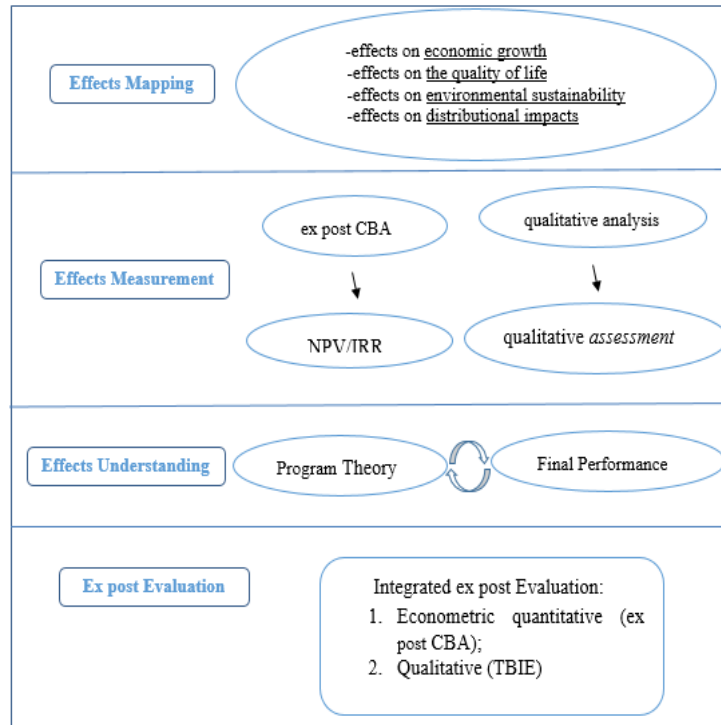 Effects Mapping
-effects on economic growth
-effects on the quality of life
-effects on environmental sustainability
-effects on distributional impacts
Effects Measurement
ex post CBA
qualitative analysis
NPV/IRR
qualitative assessment
Effects Understanding
Program Theory
Final Performance
Ex post Evaluation
Integrated ex post Evaluation:
1. Econometric quantitative (ex
post CBA);
2. Qualitative (TBIE)